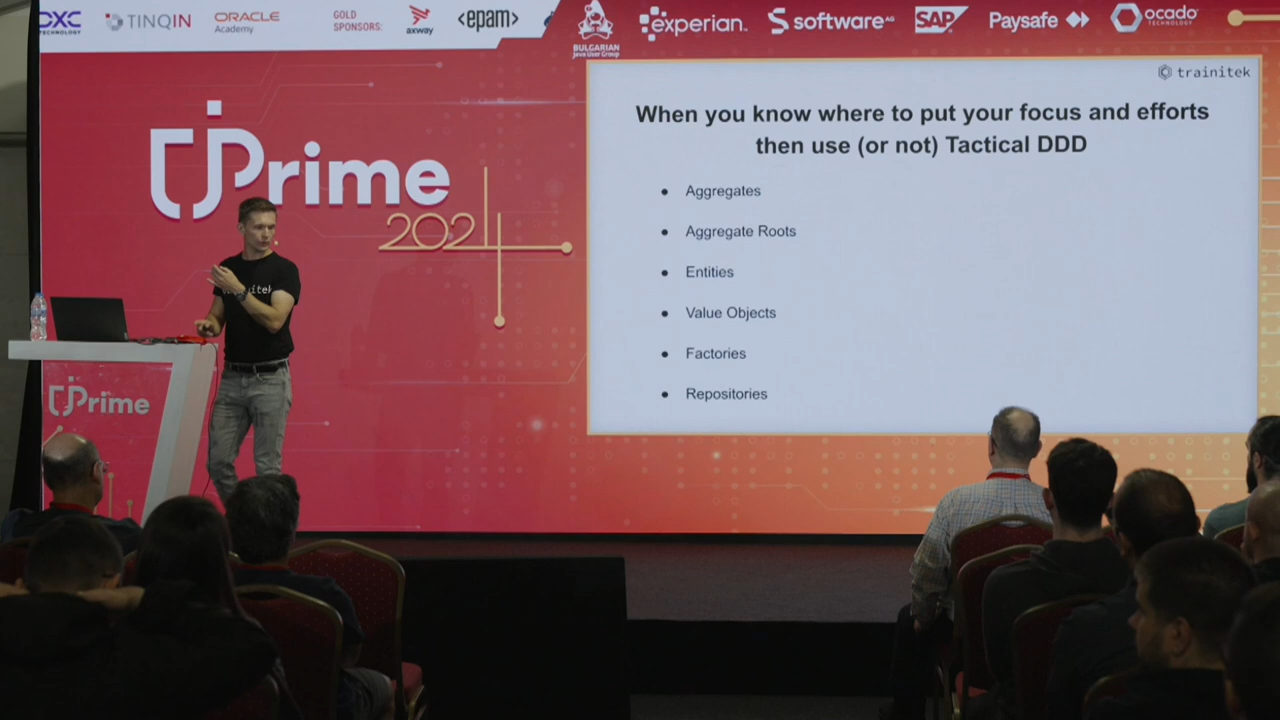 DXC
TECHNOLOGY
TINQIN
ORACLE
Academy
GOLD
SPONSORS:
axway
<epam>
BULGARIAN
Java User Group
experian.
software AG
SAP
Paysafe
ocado
TECHNOLOGY
trainitek
When you know where to put your focus and efforts
then use (or not) Tactical DDD
• Aggregates
• Aggregate Roots
• Entities
• Value Objects
• Factories
• Repositories
jPrime
2024
jPrime